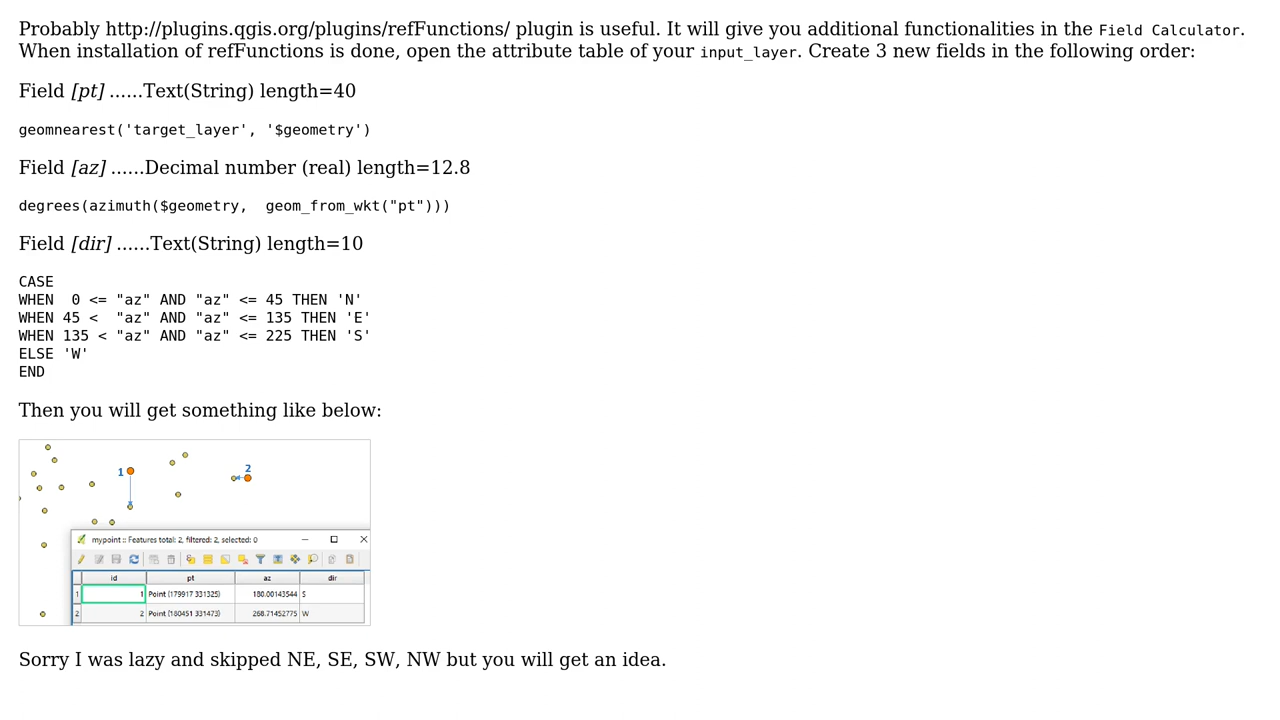 Probably http://plugins.qgis.org/plugins/refFunctions/ plugin is useful. It will give you additional functionalities in the Field Calculator.
When installation of refFunctions is done, open the attribute table of your input_layer. Create 3 new fields in the following order:
Field [pt] ......Text(String) length=40
geomnearest('target_layer', '$geometry')
Field [az] ......Decimal number (real) length=12.8
degrees(azimuth($geometry,  geom_from_wkt("pt")))
Field [dir] ......Text(String) length=10
CASE
WHEN  0 <= "az" AND "az" <= 45 THEN 'N'
WHEN 45 <  "az" AND "az" <= 135 THEN 'E'
WHEN 135 < "az" AND "az" <= 225 THEN 'S'
ELSE 'W'
END
Then you will get something like below:
1 2
mypoint :: Features total: 2, filtered: 2, selected: 0
id pt az dir
1 1 Point (179917 331325) 180.00143544 S
2 2 Point (180451 331473) 268.71452775 W
Sorry I was lazy and skipped NE, SE, SW, NW but you will get an idea.